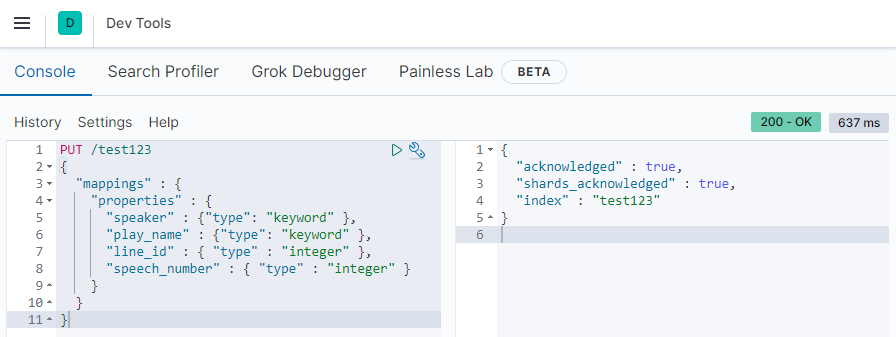 D Dev Tools
Console Search Profiler Grok Debugger Painless Lab BETA
History Settings Help 200 - OK 637 ms
1 PUT /test123
2 {
3 "mappings" : {
4 "properties" : {
5 "speaker" : {"type": "keyword" },
6 "play_name" : {"type": "keyword" },
7 "line_id" : { "type" : "integer" },
8 "speech_number" : { "type" : "integer" }
9 }
10 }
11 }
1 {
2 "acknowledged" : true,
3 "shards_acknowledged" : true,
4 "index" : "test123"
5 }
6